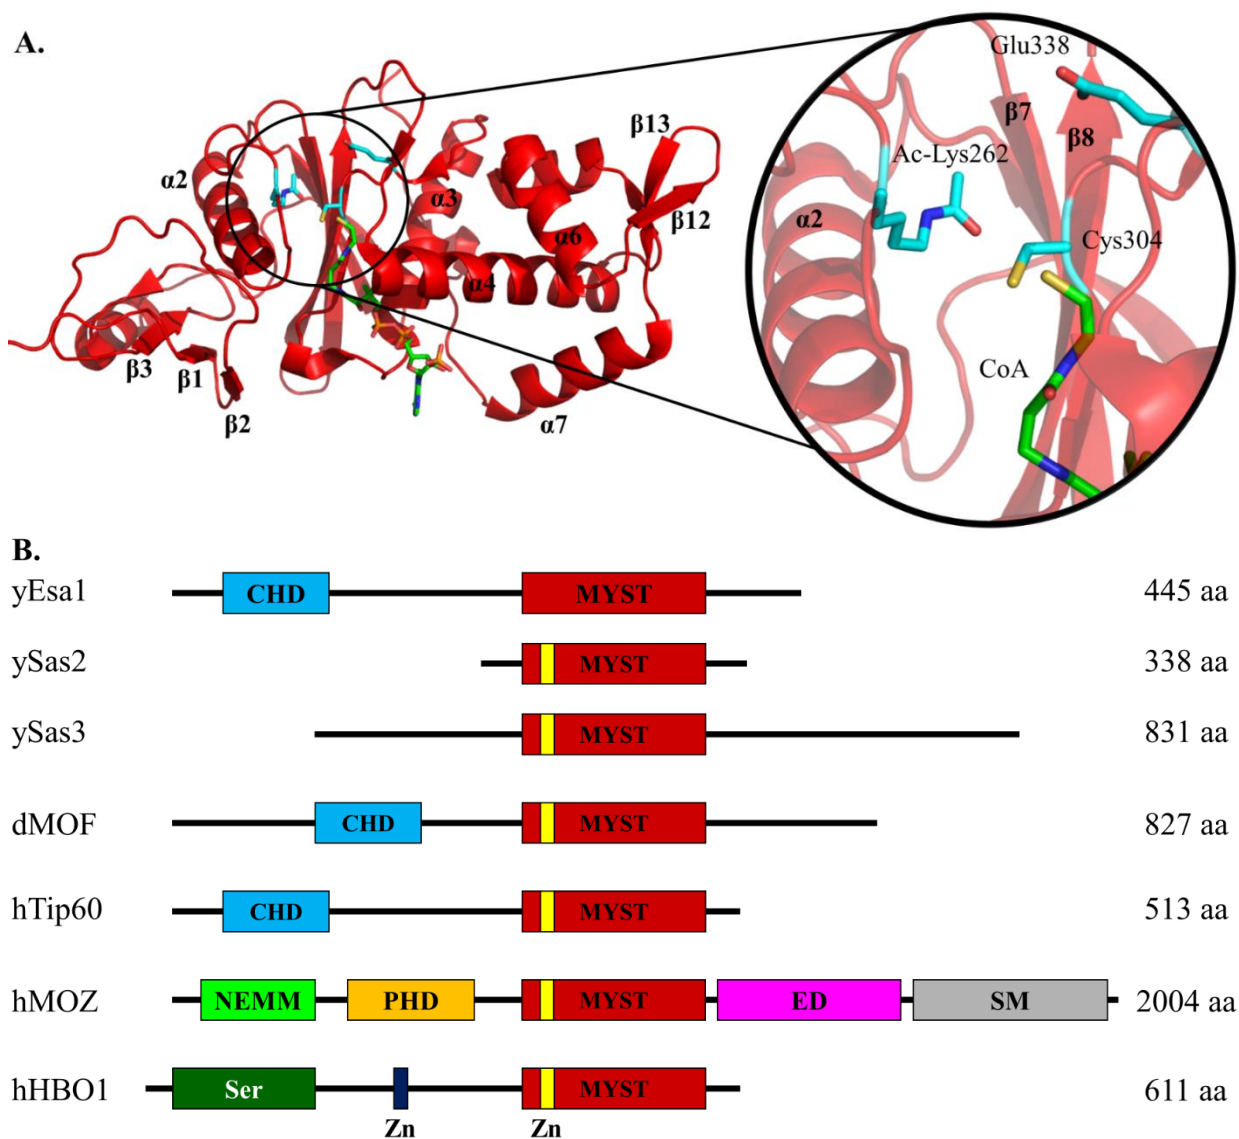 A.
α2
α3
α4
α6
α7
β1
β2
β3
β12
β13
Glu338
β7
β8
Ac-Lys262
α2
Cys304
CoA
B.
yEsa1 CHD MYST 445 aa
ySas2 MYST 338 aa
ySas3 MYST 831 aa
dMOF CHD MYST 827 aa
hTip60 CHD MYST 513 aa
hMOZ NEMM PHD MYST ED SM 2004 aa
hHBO1 Ser MYST 611 aa
Zn Zn